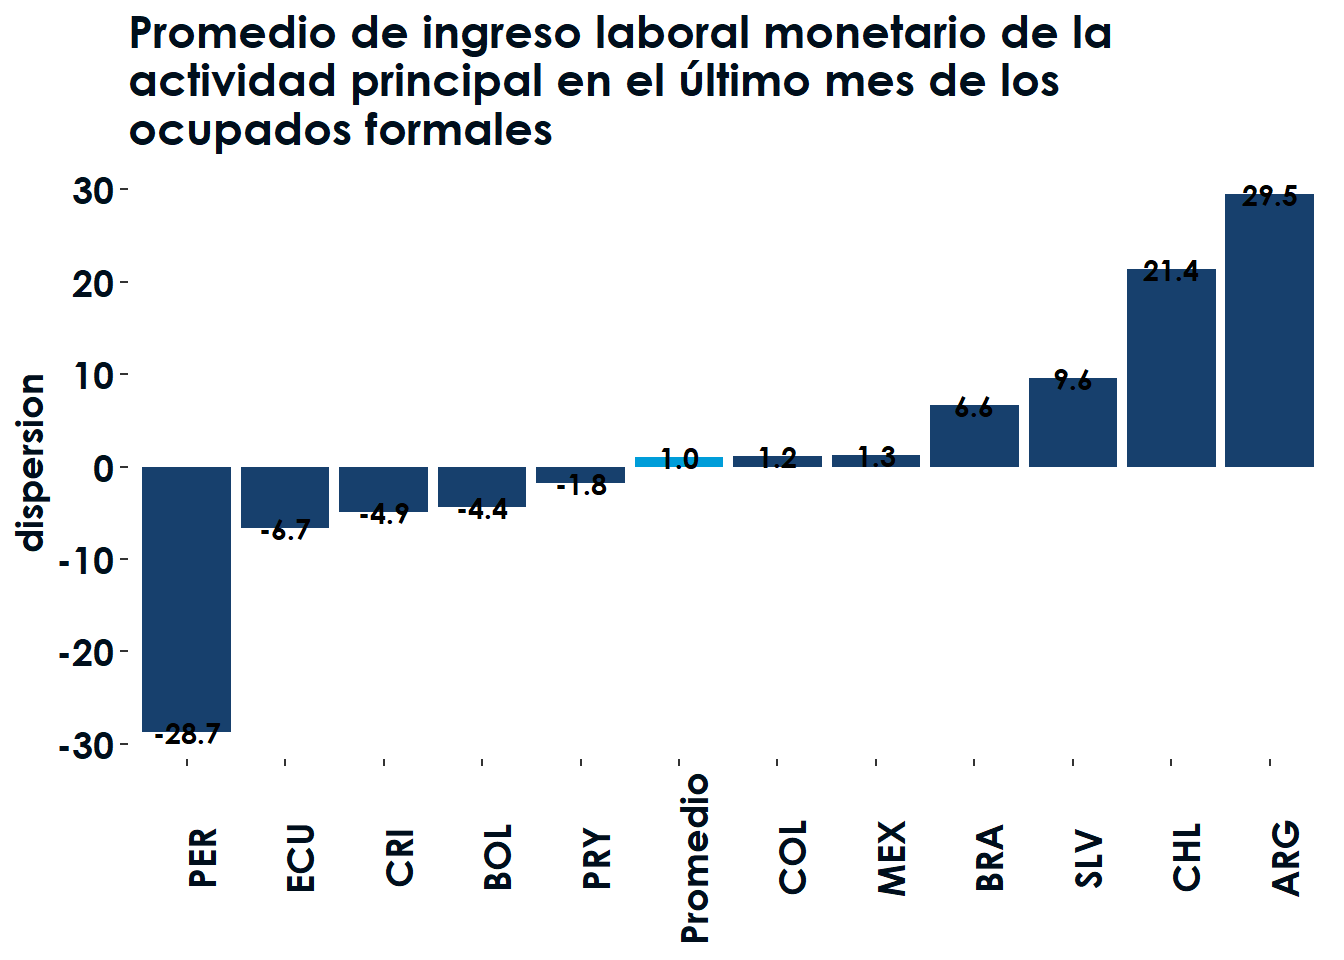 Promedio de ingreso laboral monetario de la
actividad principal en el último mes de los
ocupados formales
dispersion
30
20
10
0
-10
-20
-30
-28.7
-6.7
-4.9
-4.4
-1.8
1.0
1.2
1.3
6.6
9.6
21.4
29.5
PER
ECU
CRI
BOL
PRY
Promedio
COL
MEX
BRA
SLV
CHL
ARG